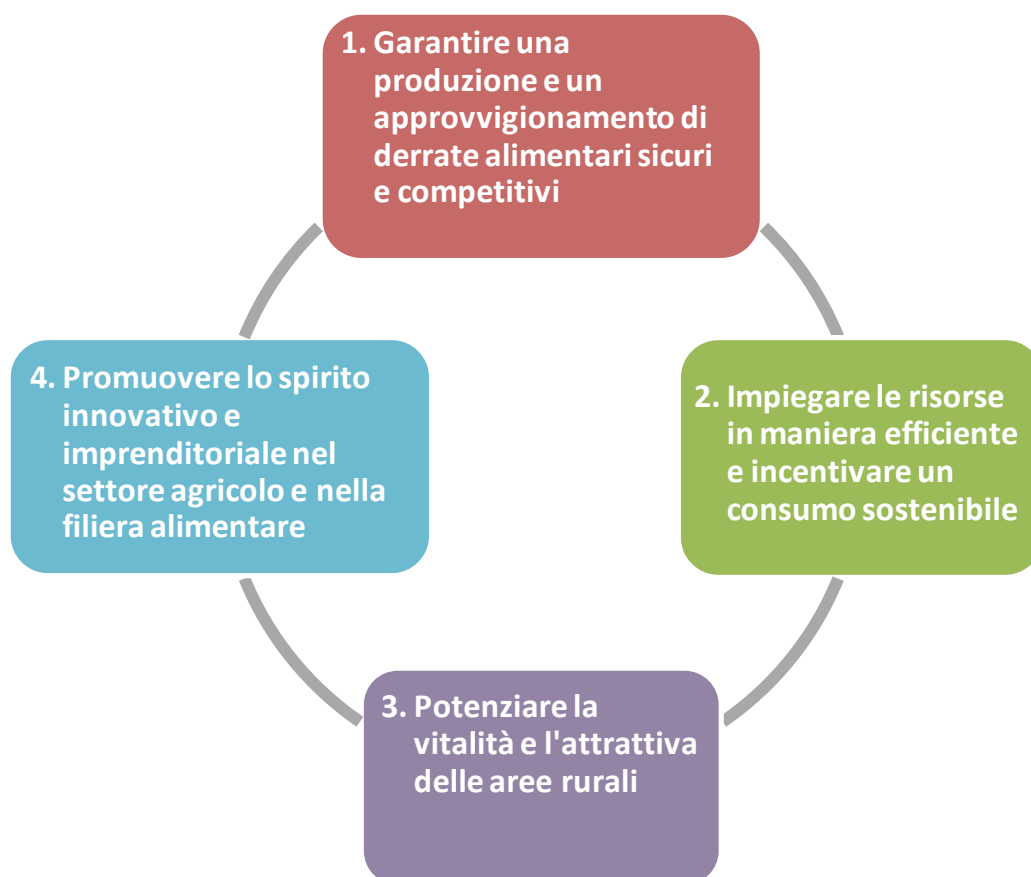 1. Garantire una
produzione e un
approvvigionamento di
derrate alimentari sicuri
e competitivi
2. Impiegare le risorse
in maniera efficiente
e incentivare un
consumo sostenibile
3. Potenziare la
vitalità e l'attrattiva
delle aree rurali
4. Promuovere lo spirito
innovativo e
imprenditoriale nel
settore agricolo e nella
filiera alimentare